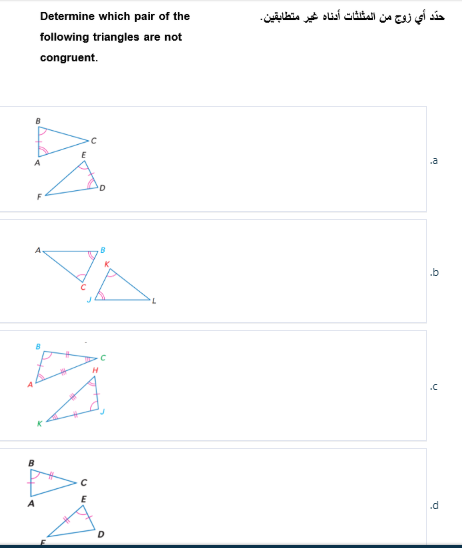 Determine which pair of the
following triangles are not
congruent.
حدّد أي زوج من المثلثات أدناه غير متطابقين.
B
C
A
E
D
F
.a
A
B
K
C
J
L
.b
B
C
A
H
J
K
.c
B
C
A
E
D
F
.d